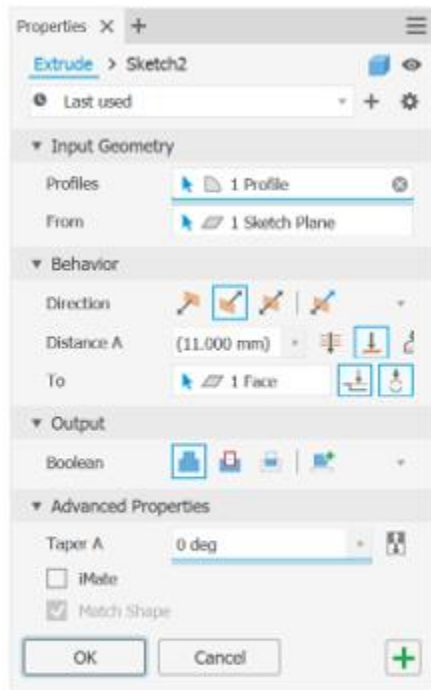 Properties
Extrude > Sketch2
Last used
Input Geometry
Profiles 1 Profile
From 1 Sketch Plane
Behavior
Direction
Distance A (11.000 mm)
To 1 Face
Output
Boolean
Advanced Properties
Taper A 0 deg
iMate
Match Shape
OK Cancel